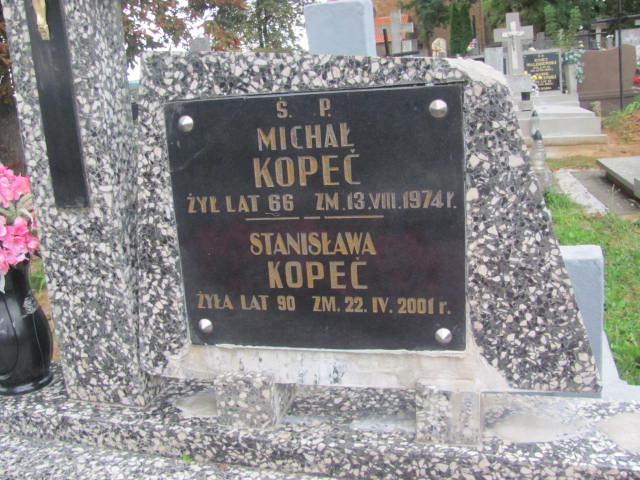 Ś. P.
MICHAŁ
KOPEĆ
ŻYŁ LAT 66 ZM. 13.VIII.1974 r.
STANISŁAWA
KOPEĆ
ŻYŁA LAT 90 ZM. 22. IV. 2001 r.